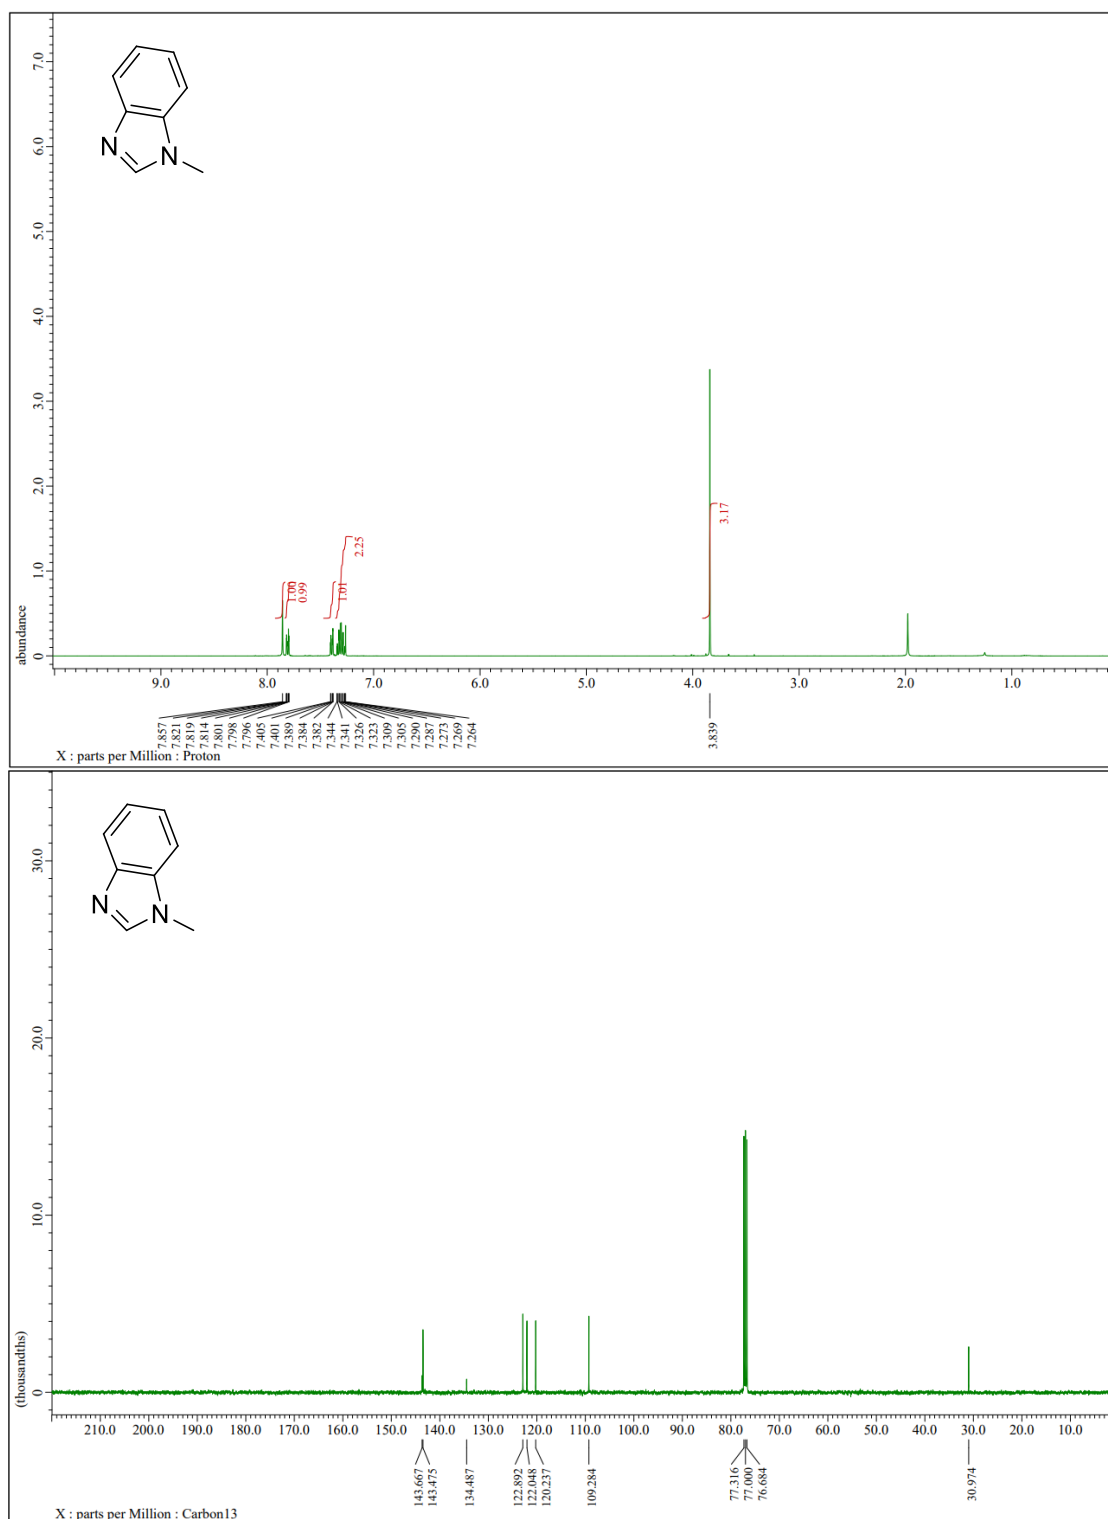 N
N
abundance
7.0
6.0
5.0
4.0
3.0
2.0
1.0
0
1.00
0.99
1.01
2.25
3.17
9.0 8.0 7.0 6.0 5.0 4.0 3.0 2.0 1.0
7.857 7.821 7.819 7.814 7.801 7.798 7.796 7.405 7.401 7.389 7.384 7.382 7.344 7.341 7.326 7.323 7.309 7.305 7.290 7.287 7.273 7.269 7.264 3.839
X : parts per Million : Proton
N
N
(thousandths)
30.0
20.0
10.0
0
210.0 200.0 190.0 180.0 170.0 160.0 150.0 140.0 130.0 120.0 110.0 100.0 90.0 80.0 70.0 60.0 50.0 40.0 30.0 20.0 10.0 0
143.667 143.475 134.487 122.892 122.048 120.237 109.284 77.316 77.000 76.684 30.974
X : parts per Million : Carbon13